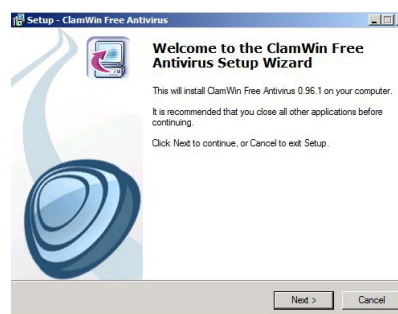 Setup - ClamWin Free Antivirus
Welcome to the ClamWin Free
Antivirus Setup Wizard
This will install ClamWin Free Antivirus 0.96.1 on your computer.
It is recommended that you close all other applications before
continuing.
Click Next to continue, or Cancel to exit Setup.
Next >
Cancel